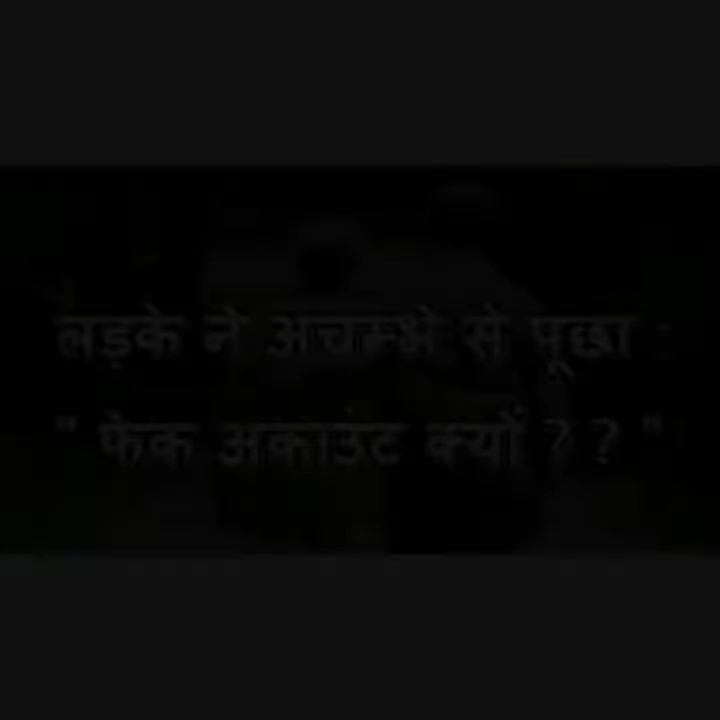 लड़के ने अचम्भे से पूछा :
" फेक अकाउंट क्यों ? ? "